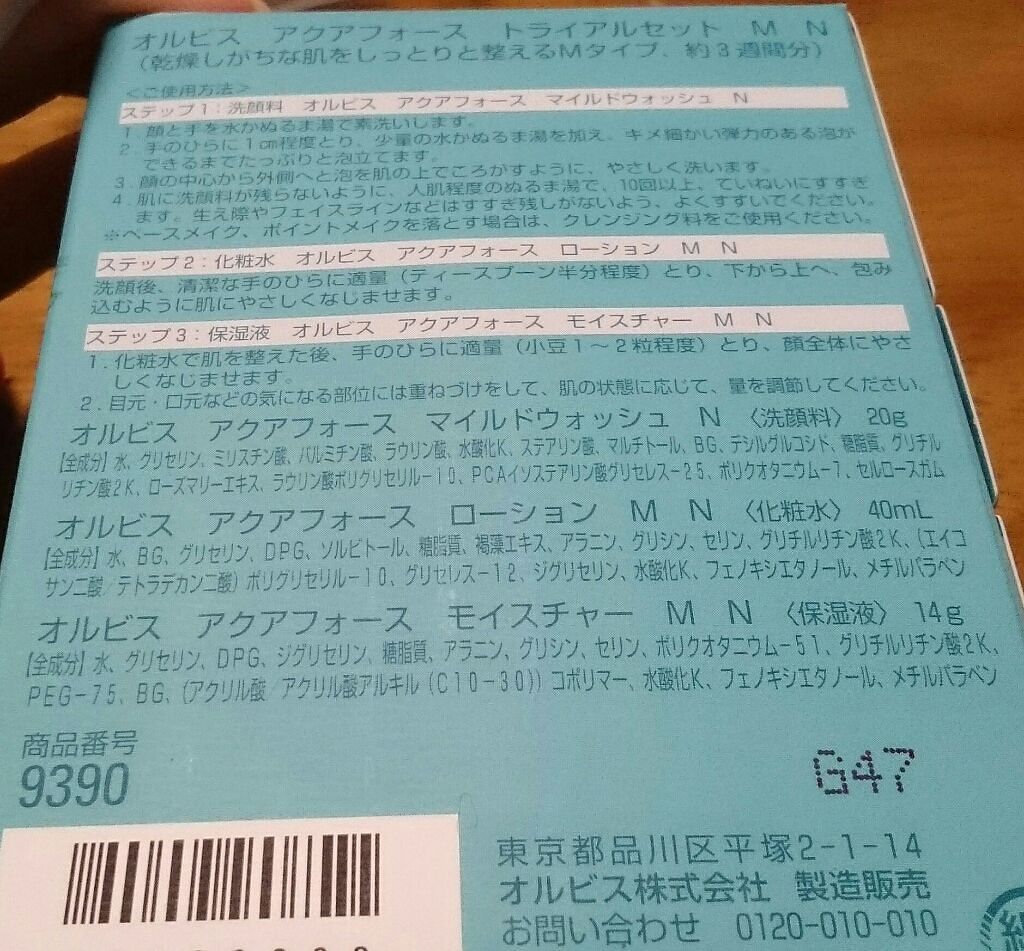 オルビス　アクアフォース　トライアルセット　M　N
（乾燥しがちな肌をしっとりと整えるMタイプ、約3週間分）
＜ご使用方法＞
ステップ1：洗顔料　オルビス　アクアフォース　マイルドウォッシュ　N
1．顔と手を水かぬるま湯で素洗いします。
2．手のひらに1cm程度とり、少量の水かぬるま湯を加え、キメ細かい弾力のある泡が
できるまでたっぷりと泡立てます。
3．顔の中心から外側へと泡を肌の上でころがすように、やさしく洗います。
4．肌に洗顔料が残らないように、人肌程度のぬるま湯で、10回以上、ていねいにすすぎ
ます。生え際やフェイスラインなどはすすぎ残しがないよう、よくすすいでください。
※ベースメイク、ポイントメイクを落とす場合は、クレンジング料をご使用ください。
ステップ2：化粧水　オルビス　アクアフォース　ローション　M　N
洗顔後、清潔な手のひらに適量（ティースプーン半分程度）とり、下から上へ、包み
込むように肌にやさしくなじませます。
ステップ3：保湿液　オルビス　アクアフォース　モイスチャー　M　N
1．化粧水で肌を整えた後、手のひらに適量（小豆1～2粒程度）とり、顔全体にやさ
しくなじませます。
2．目元・口元などの気になる部位には重ねづけをして、肌の状態に応じて、量を調節してください。
オルビス　アクアフォース　マイルドウォッシュ　N　〈洗顔料〉　20g
【全成分】水、グリセリン、ミリスチン酸、パルミチン酸、ラウリン酸、水酸化K、ステアリン酸、マルチトール、BG、デシルグルコシド、糖脂質、グリチル
リチン酸2K、ローズマリーエキス、ラウリン酸ポリグリセリル－10、PCAイソステアリン酸グリセレス－25、ポリクオタニウム－7、セルロースガム
オルビス　アクアフォース　ローション　M　N　〈化粧水〉　40mL
【全成分】水、BG、グリセリン、DPG、ソルビトール、糖脂質、褐藻エキス、アラニン、グリシン、セリン、グリチルリチン酸2K、（エイコ
サン二酸／テトラデカン二酸）ポリグリセリル－10、グリセレス－12、ジグリセリン、水酸化K、フェノキシエタノール、メチルパラベン
オルビス　アクアフォース　モイスチャー　M　N　〈保湿液〉　14g
【全成分】水、グリセリン、DPG、ジグリセリン、糖脂質、アラニン、グリシン、セリン、ポリクオタニウム－51、グリチルリチン酸2K、
PEG－75、BG、（アクリル酸／アクリル酸アルキル（C10－30））コポリマー、水酸化K、フェノキシエタノール、メチルパラベン
商品番号
9390
G47
東京都品川区平塚2-1-14
オルビス株式会社　製造販売
お問い合わせ　0120-010-010